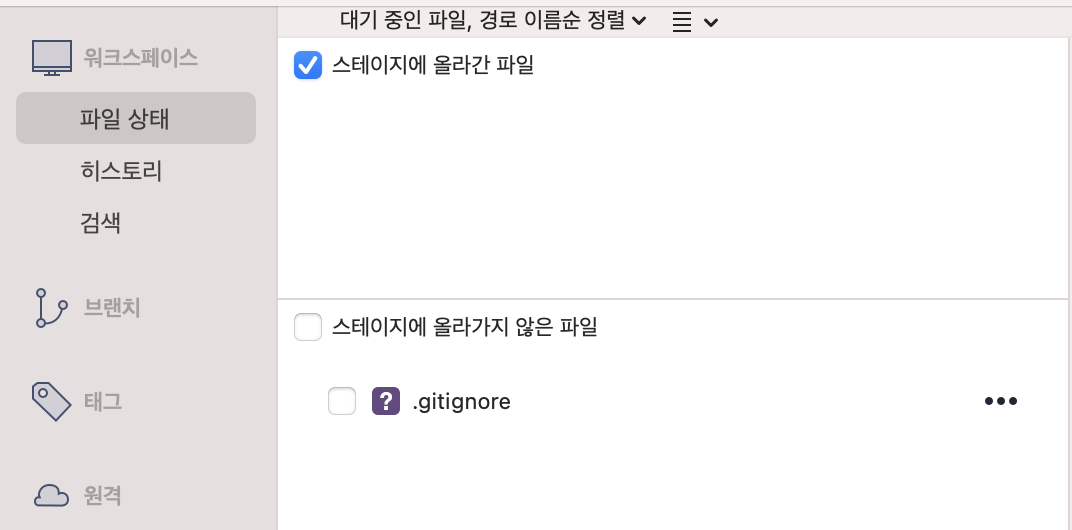 대기 중인 파일, 경로 이름순 정렬
워크스페이스
스테이지에 올라간 파일
파일 상태
히스토리
검색
브랜치
스테이지에 올라가지 않은 파일
태그
? .gitignore
원격